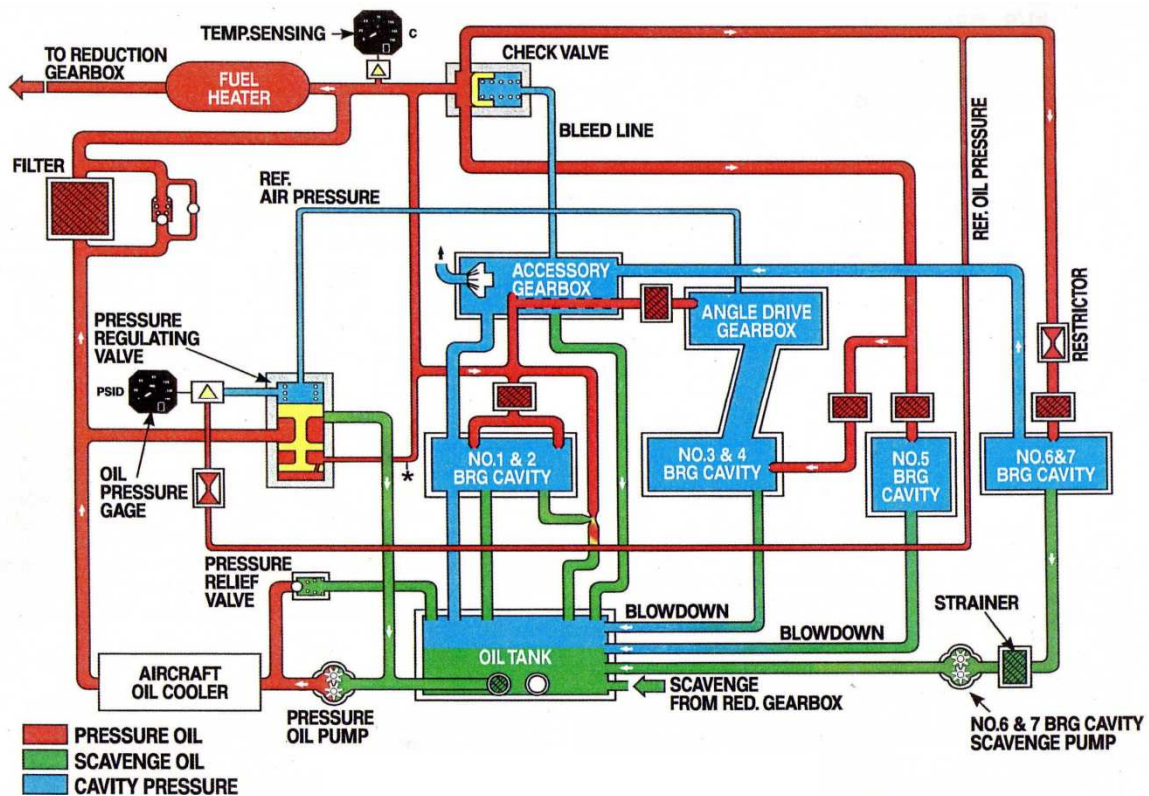 TEMP.SENSING
C
TO REDUCTION
GEARBOX
FUEL
HEATER
CHECK VALVE
BLEED LINE
FILTER
REF.
AIR PRESSURE
REF. OIL PRESSURE
ACCESSORY
GEARBOX
ANGLE DRIVE
GEARBOX
RESTRICTOR
PRESSURE
REGULATING
VALVE
PSID
OIL
PRESSURE
GAGE
*
NO.1 & 2
BRG CAVITY
NO.3 & 4
BRG CAVITY
NO.5
BRG
CAVITY
NO.6&7
BRG CAVITY
PRESSURE
RELIEF
VALVE
BLOWDOWN
BLOWDOWN
STRAINER
OIL TANK
AIRCRAFT
OIL COOLER
PRESSURE
OIL PUMP
SCAVENGE
FROM RED. GEARBOX
NO.6 & 7 BRG CAVITY
SCAVENGE PUMP
PRESSURE OIL
SCAVENGE OIL
CAVITY PRESSURE